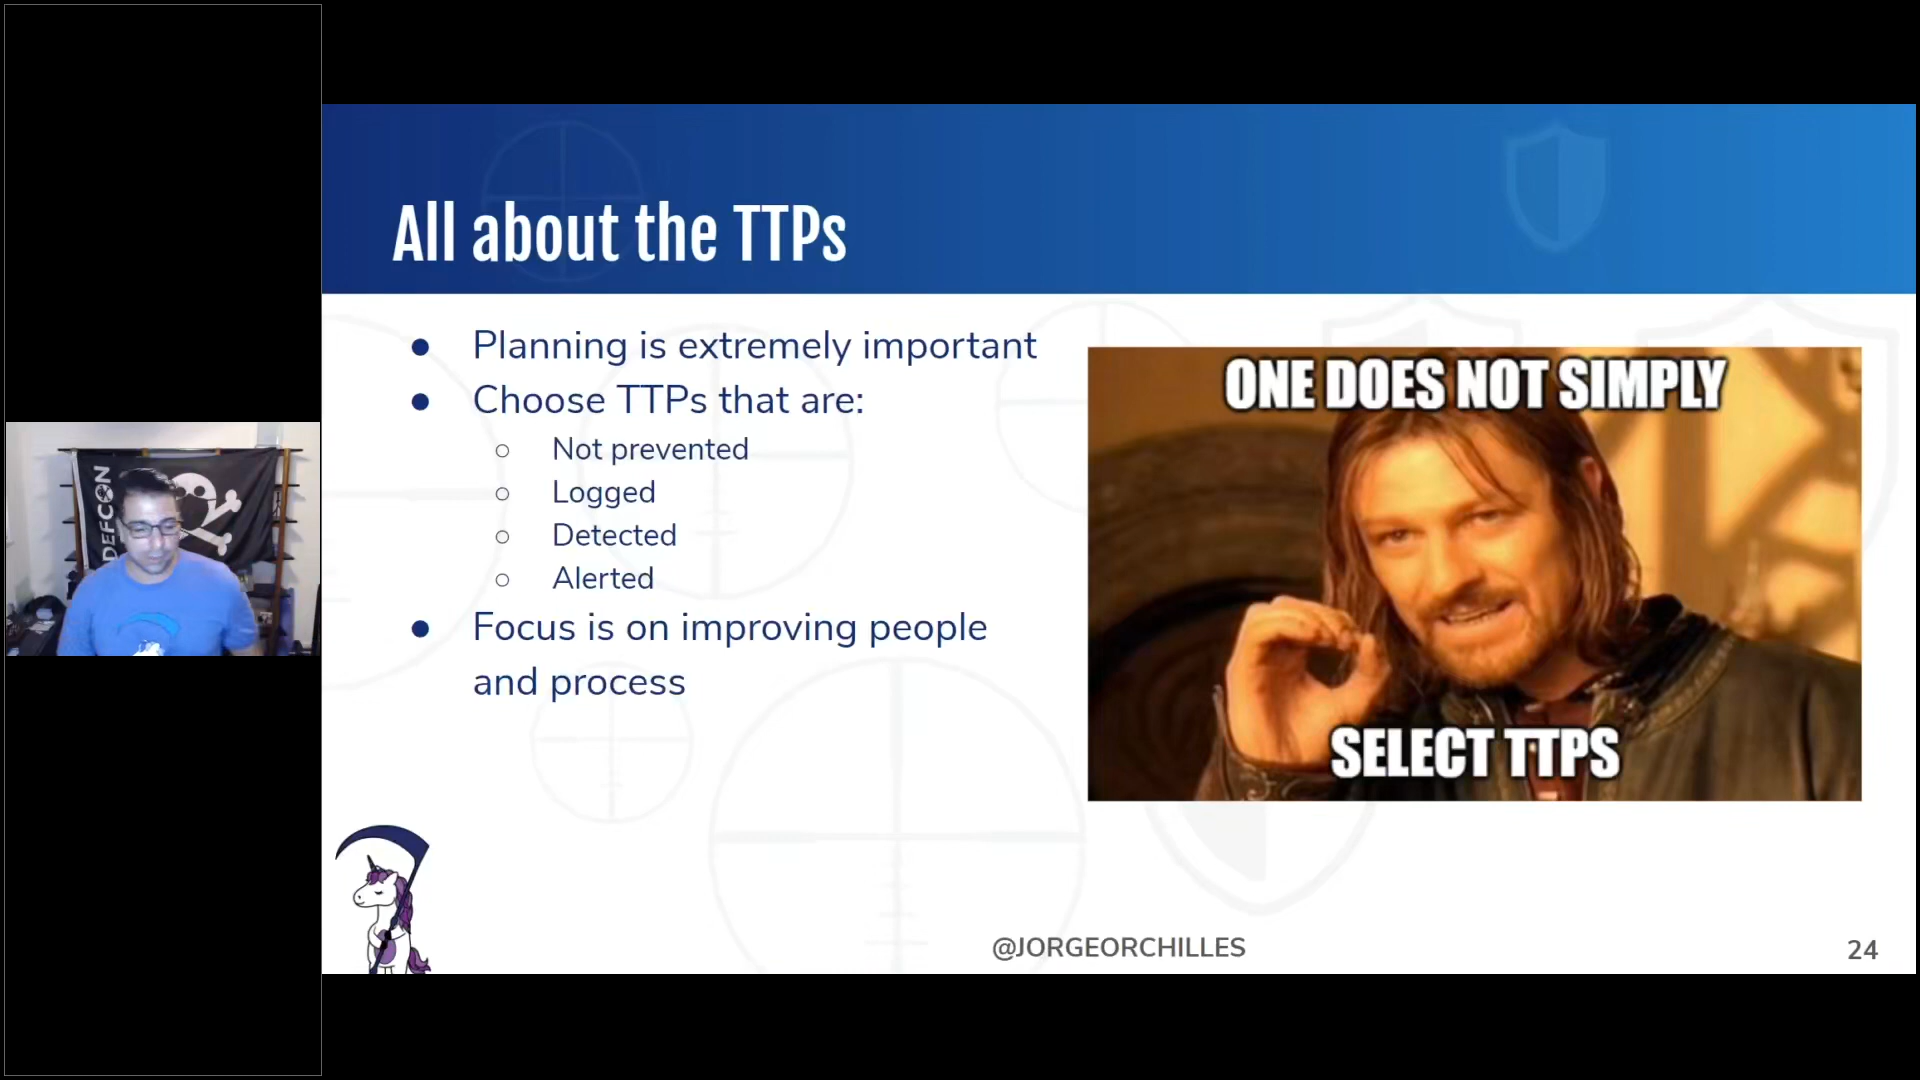 All about the TTPs
● Planning is extremely important
● Choose TTPs that are:
○ Not prevented
○ Logged
○ Detected
○ Alerted
● Focus is on improving people
and process
ONE DOES NOT SIMPLY
SELECT TTPS
DEFCON
@JORGEORCHILLES
24